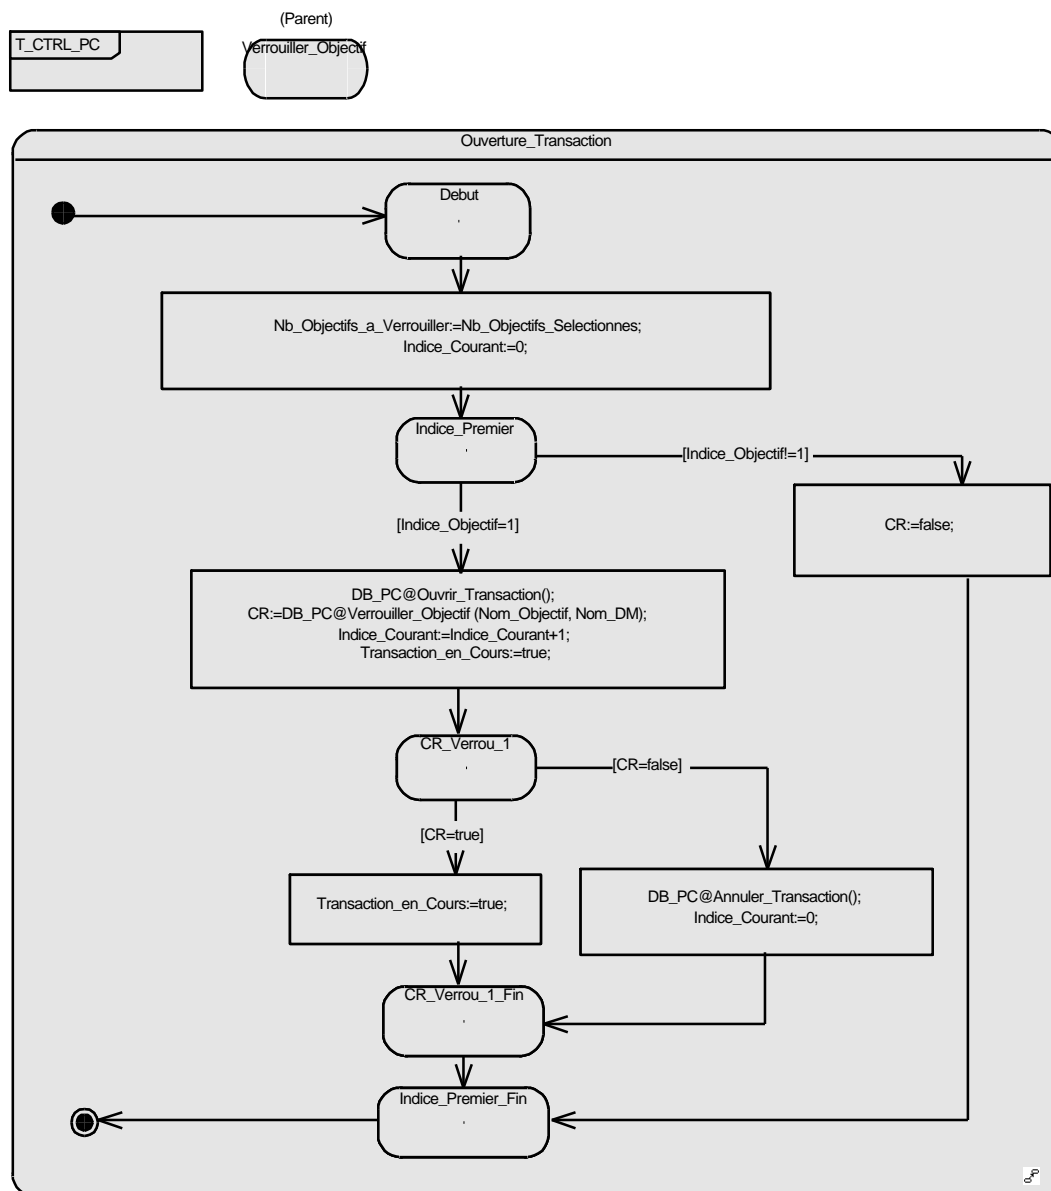 (Parent)
T_CTRL_PC
Verrouiller_Objectif
Ouverture_Transaction
Debut
Nb_Objectifs_a_Verrouiller:=Nb_Objectifs_Selectionnes;
Indice_Courant:=0;
Indice_Premier
[Indice_Objectif!=1]
CR:=false;
[Indice_Objectif=1]
DB_PC@Ouvrir_Transaction();
CR:=DB_PC@Verrouiller_Objectif (Nom_Objectif, Nom_DM);
Indice_Courant:=Indice_Courant+1;
Transaction_en_Cours:=true;
CR_Verrou_1
[CR=false]
[CR=true]
Transaction_en_Cours:=true;
DB_PC@Annuler_Transaction();
Indice_Courant:=0;
CR_Verrou_1_Fin
Indice_Premier_Fin